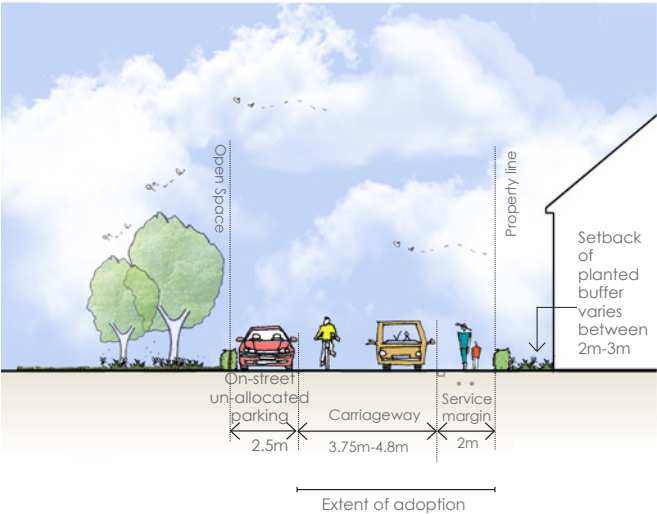 Open Space
Property line
Setback
of
planted
buffer
varies
between
2m-3m
On-street
un-allocated
parking
Carriageway
Service
margin
2.5m
3.75m-4.8m
2m
Extent of adoption